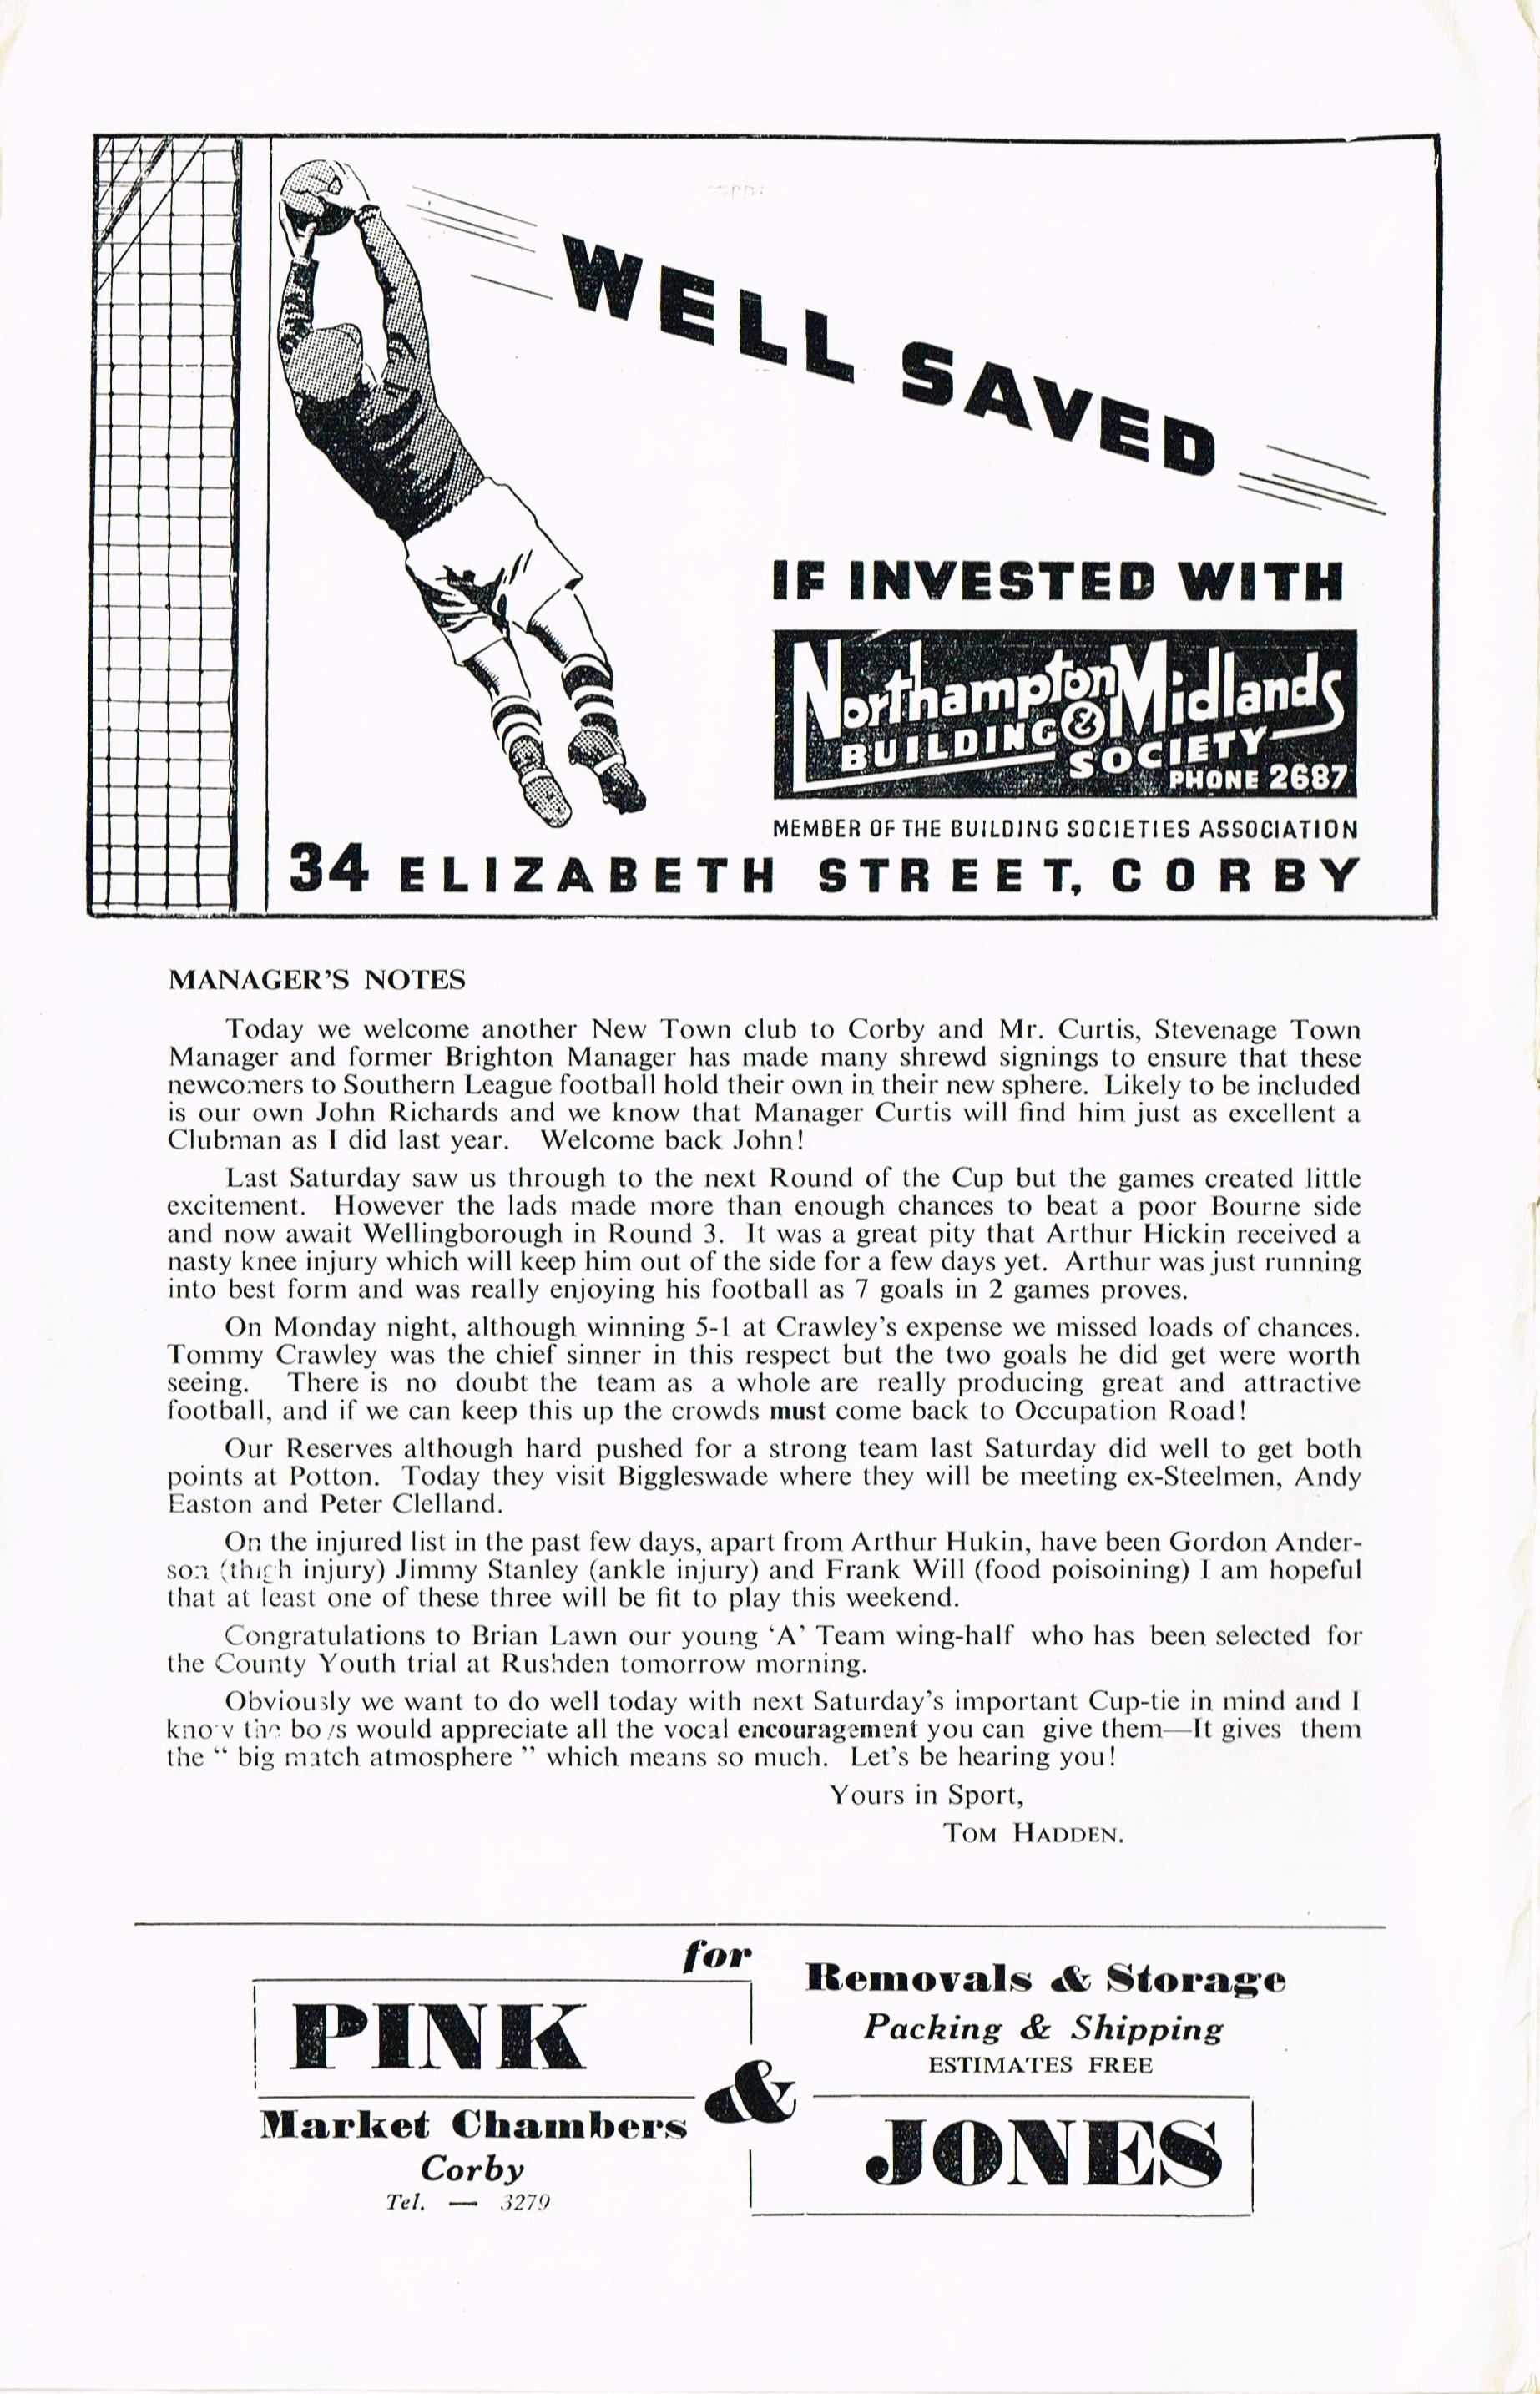 WELL SAVED
IF INVESTED WITH
Northampton & Midlands
BUILDING SOCIETY
PHONE 2687
MEMBER OF THE BUILDING SOCIETIES ASSOCIATION
34 ELIZABETH STREET, CORBY
MANAGER'S NOTES
Today we welcome another New Town club to Corby and Mr. Curtis, Stevenage Town
Manager and former Brighton Manager has made many shrewd signings to ensure that these
newcomers to Southern League football hold their own in their new sphere. Likely to be included
is our own John Richards and we know that Manager Curtis will find him just as excellent a
Clubman as I did last year. Welcome back John!
Last Saturday saw us through to the next Round of the Cup but the games created little
excitement. However the lads made more than enough chances to beat a poor Bourne side
and now await Wellingborough in Round 3. It was a great pity that Arthur Hickin received a
nasty knee injury which will keep him out of the side for a few days yet. Arthur was just running
into best form and was really enjoying his football as 7 goals in 2 games proves.
On Monday night, although winning 5-1 at Crawley's expense we missed loads of chances.
Tommy Crawley was the chief sinner in this respect but the two goals he did get were worth
seeing. There is no doubt the team as a whole are really producing great and attractive
football, and if we can keep this up the crowds must come back to Occupation Road!
Our Reserves although hard pushed for a strong team last Saturday did well to get both
points at Potton. Today they visit Biggleswade where they will be meeting ex-Steelmen, Andy
Easton and Peter Clelland.
On the injured list in the past few days, apart from Arthur Hukin, have been Gordon Ander-
son (thigh injury) Jimmy Stanley (ankle injury) and Frank Will (food poisoining) I am hopeful
that at least one of these three will be fit to play this weekend.
Congratulations to Brian Lawn our young 'A' Team wing-half who has been selected for
the County Youth trial at Rushden tomorrow morning.
Obviously we want to do well today with next Saturday's important Cup-tie in mind and I
know the boys would appreciate all the vocal encouragement you can give them—It gives them
the " big match atmosphere " which means so much. Let's be hearing you!
Yours in Sport,
TOM HADDEN.
for
PINK
&
JONES
Removals & Storage
Packing & Shipping
ESTIMATES FREE
Market Chambers
Corby
Tel. — 3279